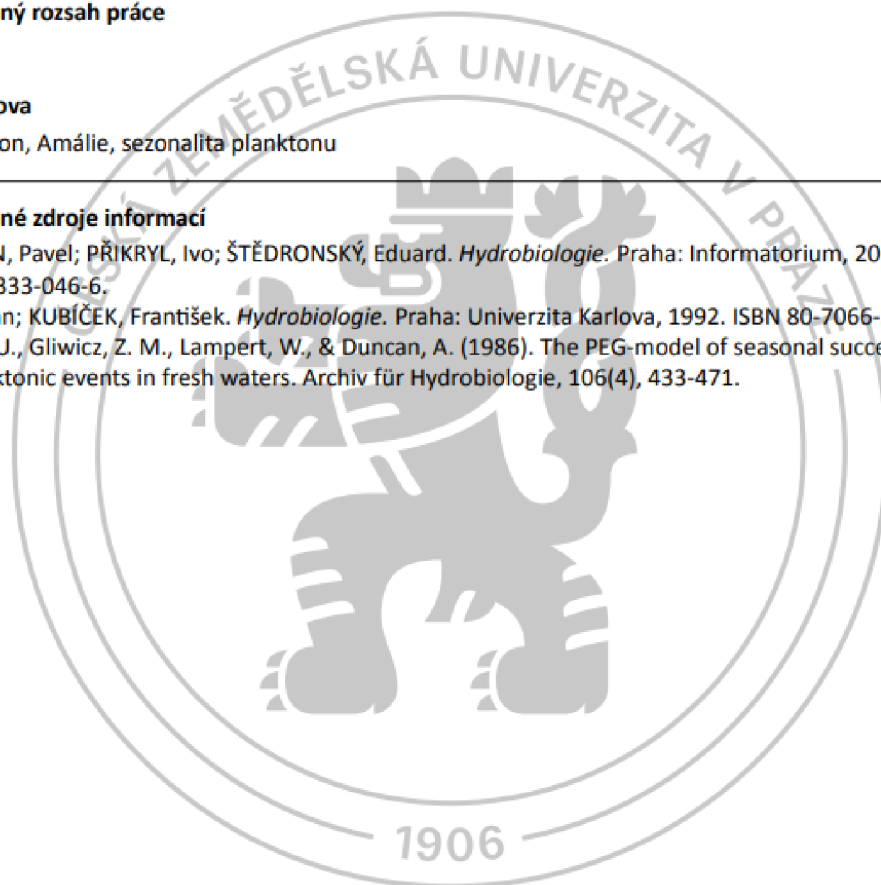 ný rozsah práce
ova
on, Amálie, sezonalita planktonu
né zdroje informací
N, Pavel; PŘIKRYL, Ivo; ŠTĚDRONSKÝ, Eduard. Hydrobiologie. Praha: Informatorium, 20
333-046-6.
n; KUBÍČEK, František. Hydrobiologie. Praha: Univerzita Karlova, 1992. ISBN 80-7066-
U., Gliwicz, Z. M., Lampert, W., & Duncan, A. (1986). The PEG-model of seasonal succe
ktonic events in fresh waters. Archiv für Hydrobiologie, 106(4), 433-471.
ČESKÁ ZEMĚDĚLSKÁ UNIVERZITA V PRAZE
1906